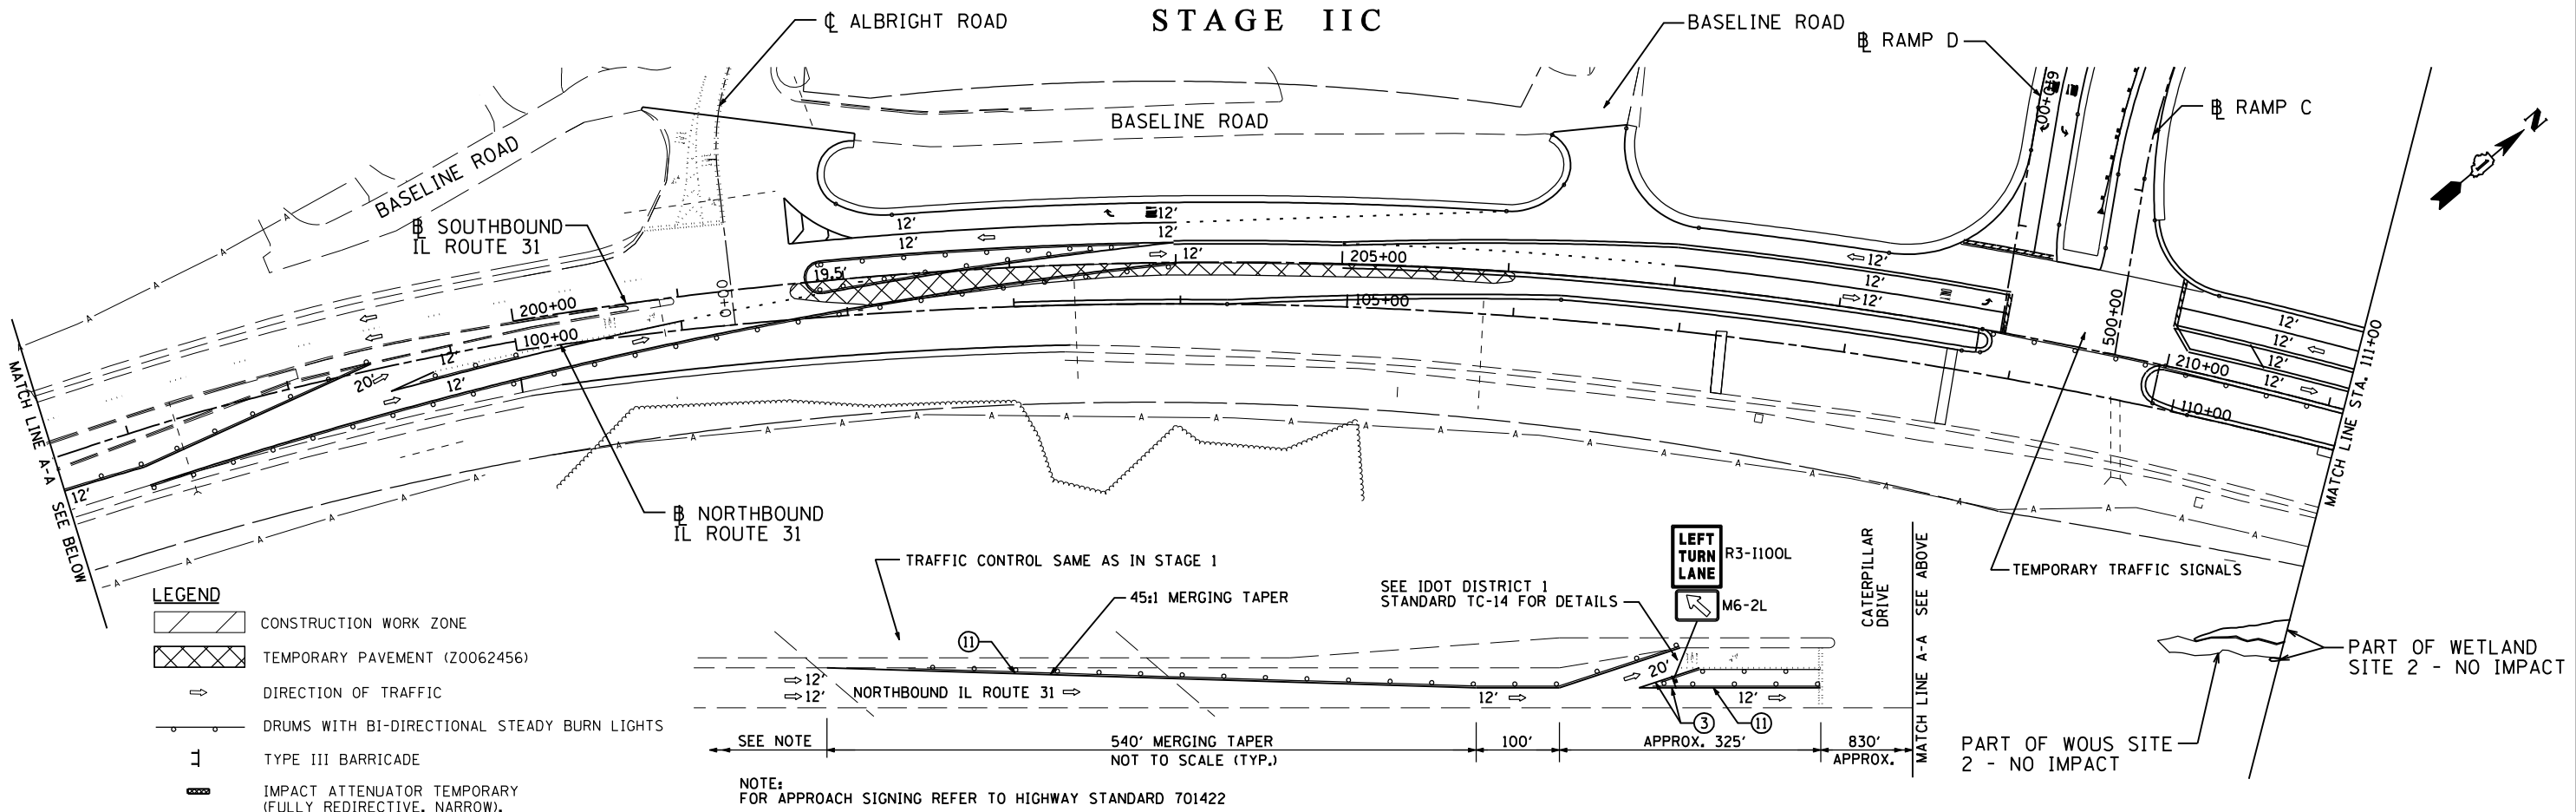 STAGE IIC
℄ ALBRIGHT ROAD
BASELINE ROAD
BL RAMP D
BL RAMP C
N
BASELINE ROAD
BASELINE ROAD
BL SOUTHBOUND
IL ROUTE 31
12'
12'
12'
12'
19.5'
12'
205+00
105+00
12'
12'
12'
500+00
200+00
100+00
0+00
12'
20'
12'
12'
12'
12'
12'
12'
210+00
110+00
MATCH LINE A-A SEE BELOW
MATCH LINE STA. 111+00
BL NORTHBOUND
IL ROUTE 31
TEMPORARY TRAFFIC SIGNALS
LEGEND
CONSTRUCTION WORK ZONE
TEMPORARY PAVEMENT (Z0062456)
DIRECTION OF TRAFFIC
DRUMS WITH BI-DIRECTIONAL STEADY BURN LIGHTS
TYPE III BARRICADE
IMPACT ATTENUATOR TEMPORARY
(FULLY REDIRECTIVE, NARROW),
TRAFFIC CONTROL SAME AS IN STAGE 1
45:1 MERGING TAPER
SEE IDOT DISTRICT 1
STANDARD TC-14 FOR DETAILS
LEFT
TURN
LANE
R3-I100L
M6-2L
CATERPILLAR
DRIVE
MATCH LINE A-A SEE ABOVE
11
12'
12'
NORTHBOUND IL ROUTE 31
12'
20'
12'
3
11
SEE NOTE
540' MERGING TAPER
NOT TO SCALE (TYP.)
100'
APPROX. 325'
830'
APPROX.
NOTE:
FOR APPROACH SIGNING REFER TO HIGHWAY STANDARD 701422
PART OF WETLAND
SITE 2 - NO IMPACT
PART OF WOUS SITE
2 - NO IMPACT